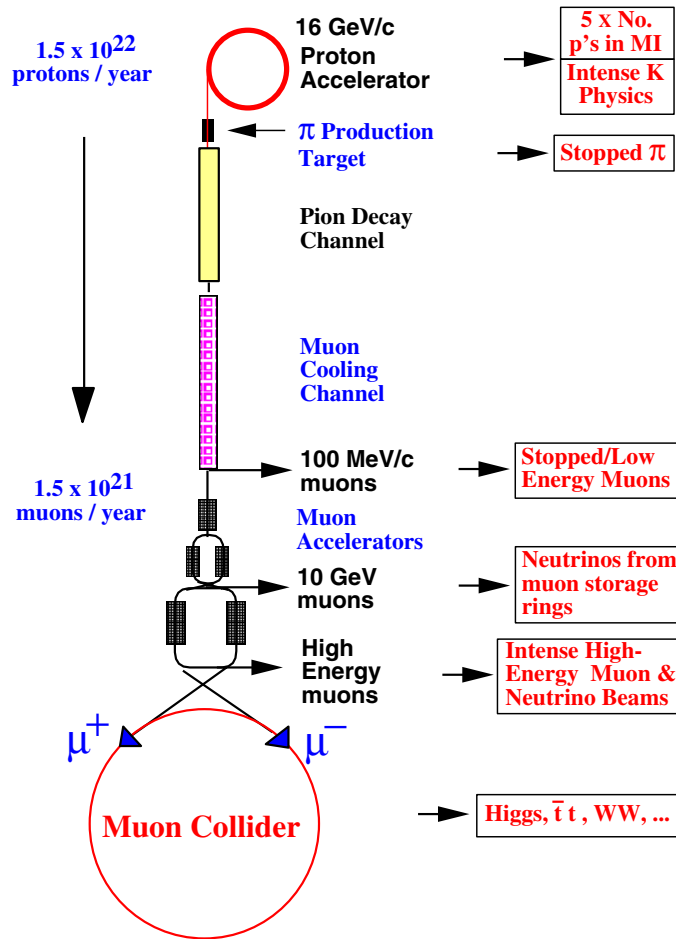 1.5 x 10^22
protons / year
16 GeV/c
Proton
Accelerator
5 x No.
p's in MI
Intense K
Physics
π Production
Target
Stopped π
Pion Decay
Channel
Muon
Cooling
Channel
1.5 x 10^21
muons / year
100 MeV/c
muons
Stopped/Low
Energy Muons
Muon
Accelerators
10 GeV
muons
Neutrinos from
muon storage
rings
High
Energy
muons
Intense High-
Energy Muon &
Neutrino Beams
μ+
μ−
Muon Collider
Higgs, t̄ t , WW, ...